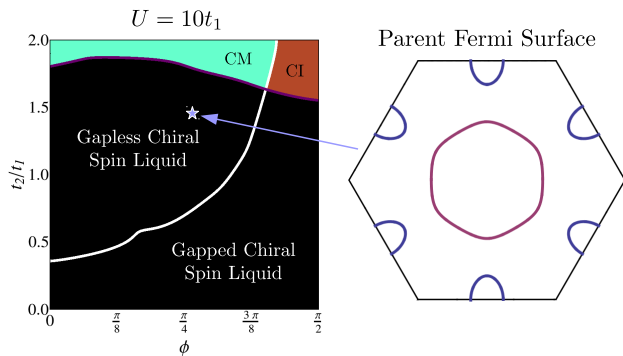 U = 10t₁
Parent Fermi Surface
CM
CI
Gapless Chiral
Spin Liquid
Gapped Chiral
Spin Liquid
t₂/t₁
2.0
1.5
1.0
0.5
0.0
0
π/8
π/4
3π/8
π/2
ϕ